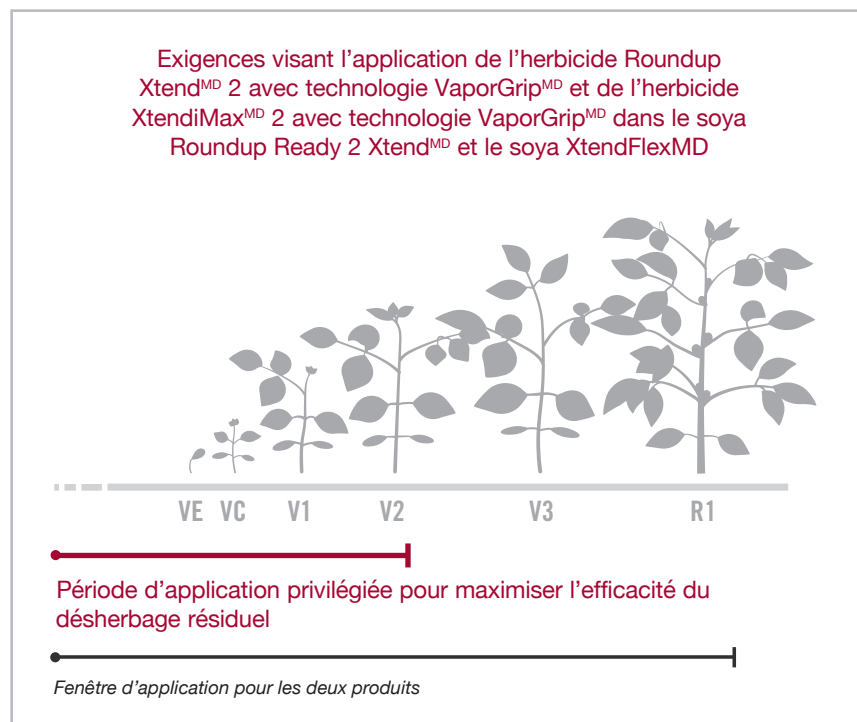 Exigences visant l’application de l’herbicide Roundup
Xtendᴹᴰ 2 avec technologie VaporGripᴹᴰ et de l’herbicide
XtendiMaxᴹᴰ 2 avec technologie VaporGripᴹᴰ dans le soya
Roundup Ready 2 Xtendᴹᴰ et le soya XtendFlexMD
VE VC V1 V2 V3 R1
Période d’application privilégiée pour maximiser l’efficacité du
désherbage résiduel
Fenêtre d’application pour les deux produits